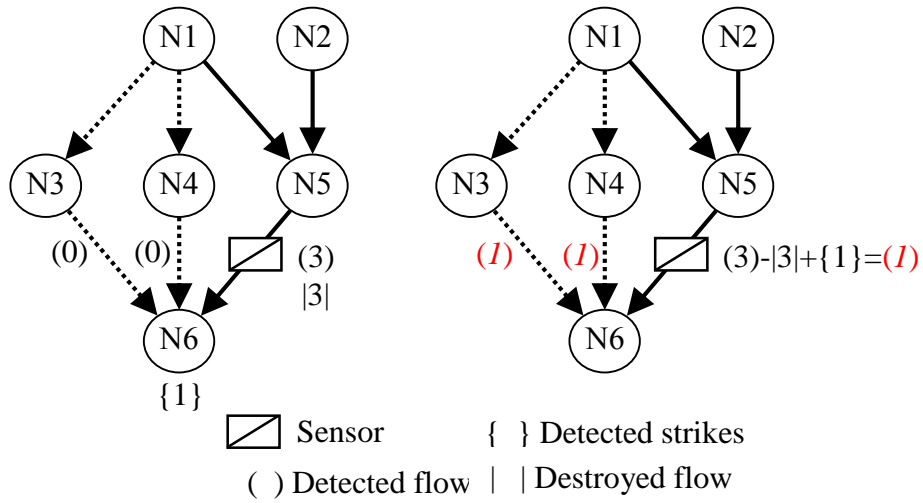 N1 N2 N1 N2
N3 N4 N5 N3 N4 N5
(0) (0) (3) (1) (1) (3)-|3|+{1}=(1)
|3|
N6 N6
{1}
Sensor { } Detected strikes
( ) Detected flow | | Destroyed flow